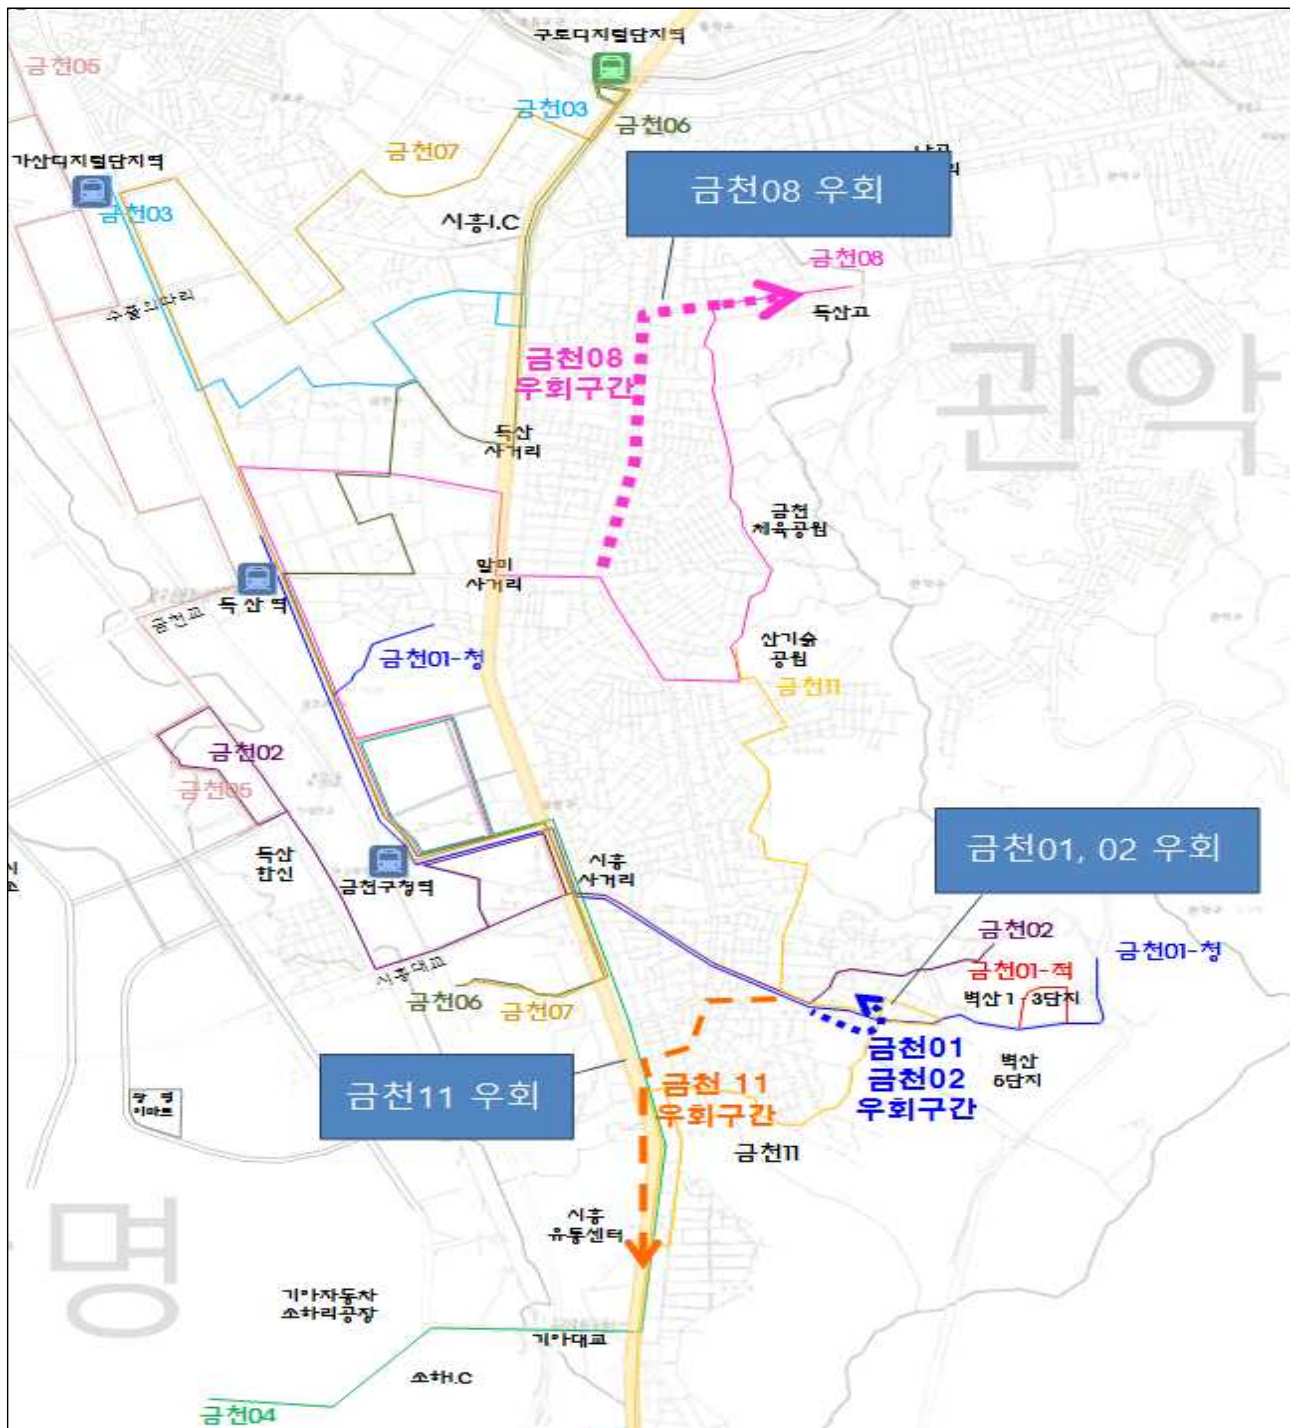 구로디지털단지역
금천05
금천03
금천06
금천07
가산디지털단지역
금천03
금천08 우회
시흥I.C
금천08
독산고
금천08
우회구간
관악
독산
사거리
금천
체육공원
말미
사거리
독산역
금천교
금천01-청
산기슭
공원
금천11
금천02
금천05
금천01, 02 우회
독산
한신
금천구청역
시흥
사거리
금천02
금천01-청
시흥대교
금천01-적
벽산 1 - 3단지
금천06
금천07
금천01
금천02
우회구간
벽산
5단지
금천11 우회
금천 11
우회구간
광명
이마트
금천11
명
시흥
유통센터
기아자동차
소하리공장
기아대교
소하I.C
금천04